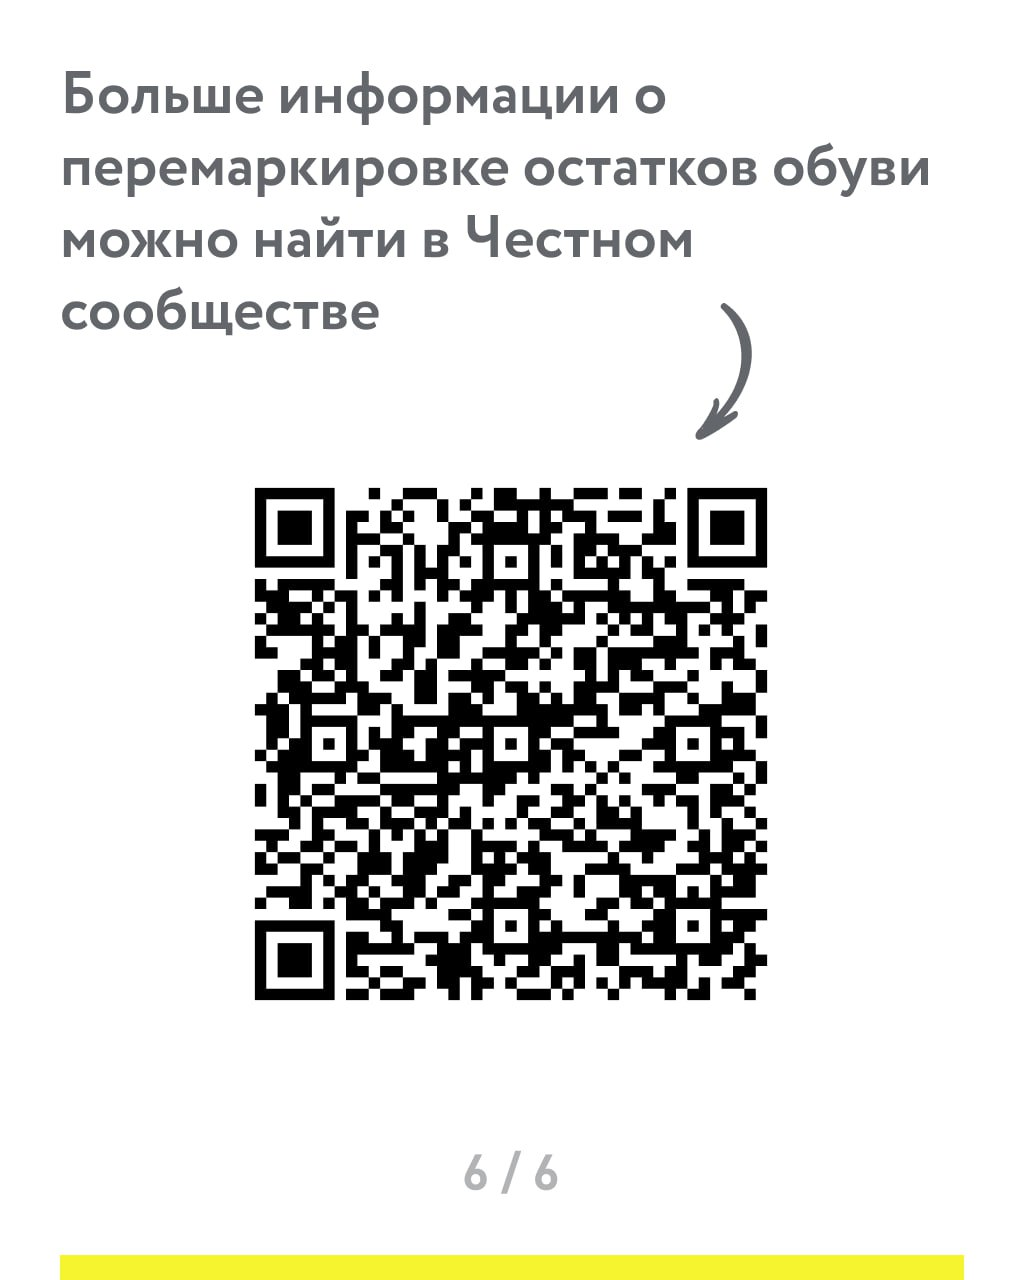 Больше информации о
перемаркировке остатков обуви
можно найти в Честном
сообществе
6 / 6